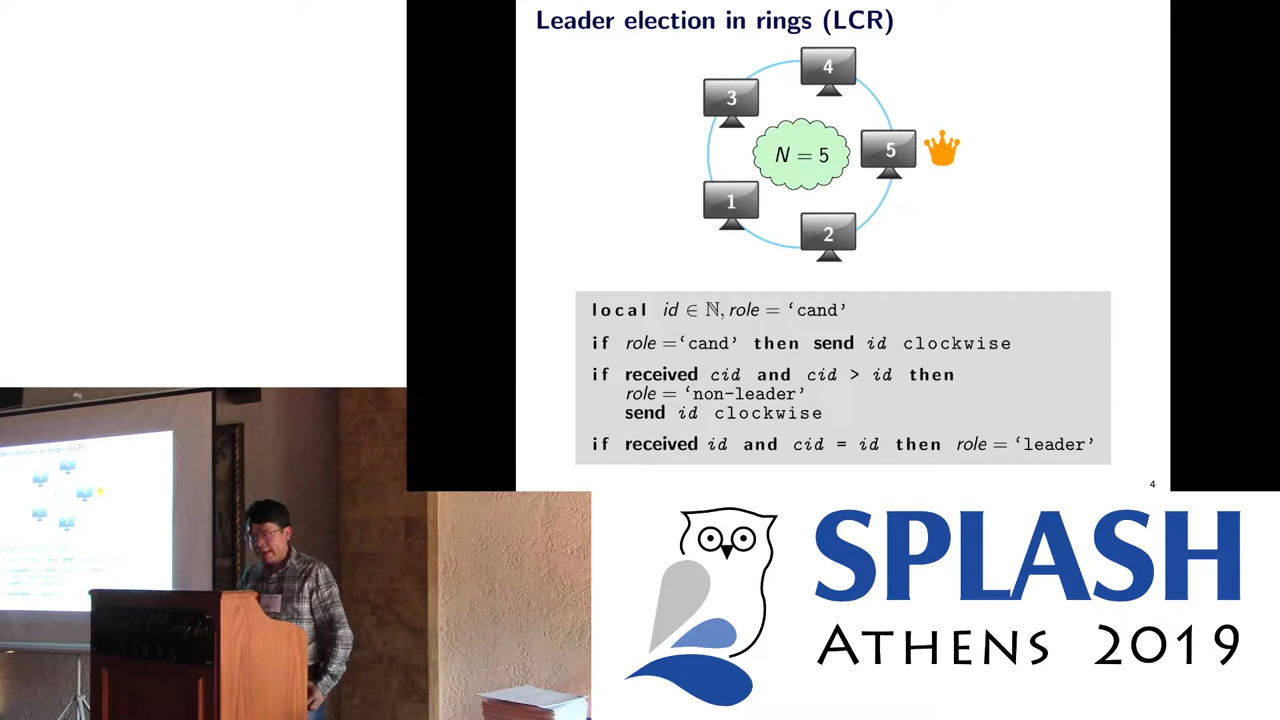 Leader election in rings (LCR)
4
3
N = 5
5
1
2
local id ∈ ℕ, role = ‘cand’
if role =‘cand’ then send id clockwise
if received cid and cid > id then
role = ‘non-leader’
send id clockwise
if received id and cid = id then role = ‘leader’
4
SPLASH
ATHENS 2019